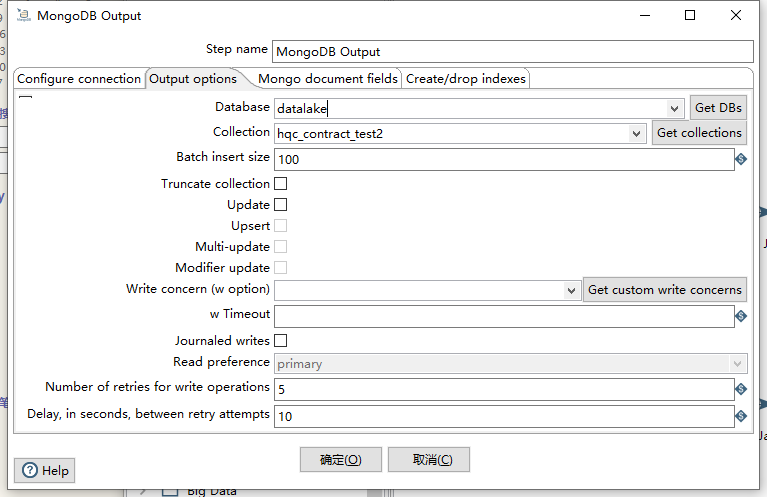 MongoDB Output
Step name MongoDB Output
Configure connection Output options Mongo document fields Create/drop indexes
Database datalake Get DBs
Collection hqc_contract_test2 Get collections
Batch insert size 100
Truncate collection
Update
Upsert
Multi-update
Modifier update
Write concern (w option) Get custom write concerns
w Timeout
Journaled writes
Read preference primary
Number of retries for write operations 5
Delay, in seconds, between retry attempts 10
确定(O) 取消(C)
Help
Big Data